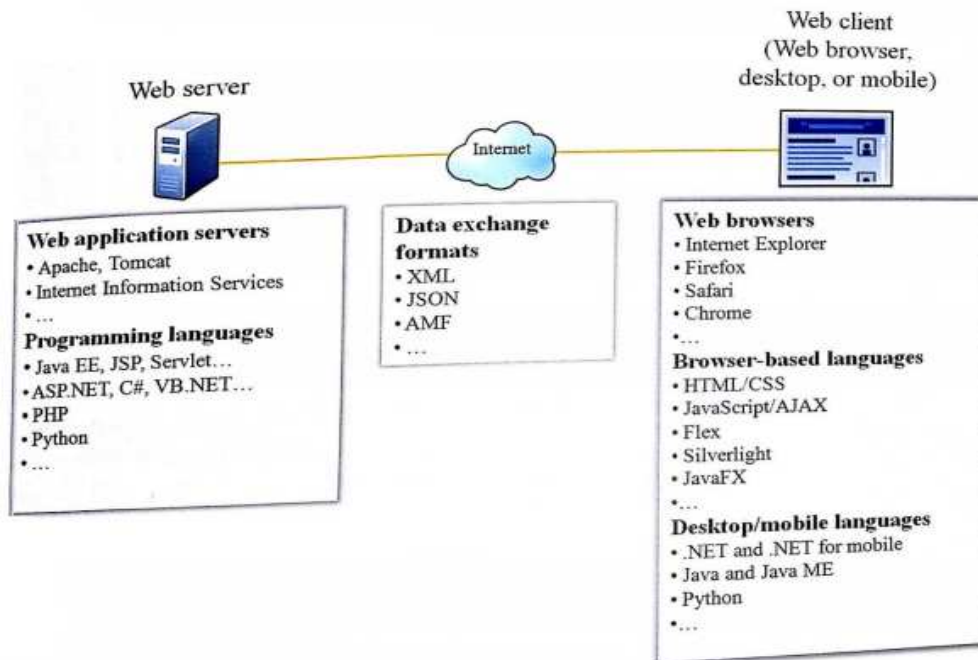 Web server
Internet
Web client
(Web browser,
desktop, or mobile)
Web application servers
• Apache, Tomcat
• Internet Information Services
• …
Programming languages
• Java EE, JSP, Servlet…
• ASP.NET, C#, VB.NET…
• PHP
• Python
• …
Data exchange
formats
• XML
• JSON
• AMF
• …
Web browsers
• Internet Explorer
• Firefox
• Safari
• Chrome
• …
Browser-based languages
• HTML/CSS
• JavaScript/AJAX
• Flex
• Silverlight
• JavaFX
• …
Desktop/mobile languages
• .NET and .NET for mobile
• Java and Java ME
• Python
• …